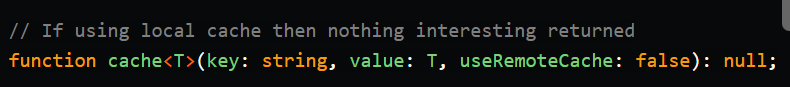 // If using local cache then nothing interesting returned
function cache<T>(key: string, value: T, useRemoteCache: false): null;